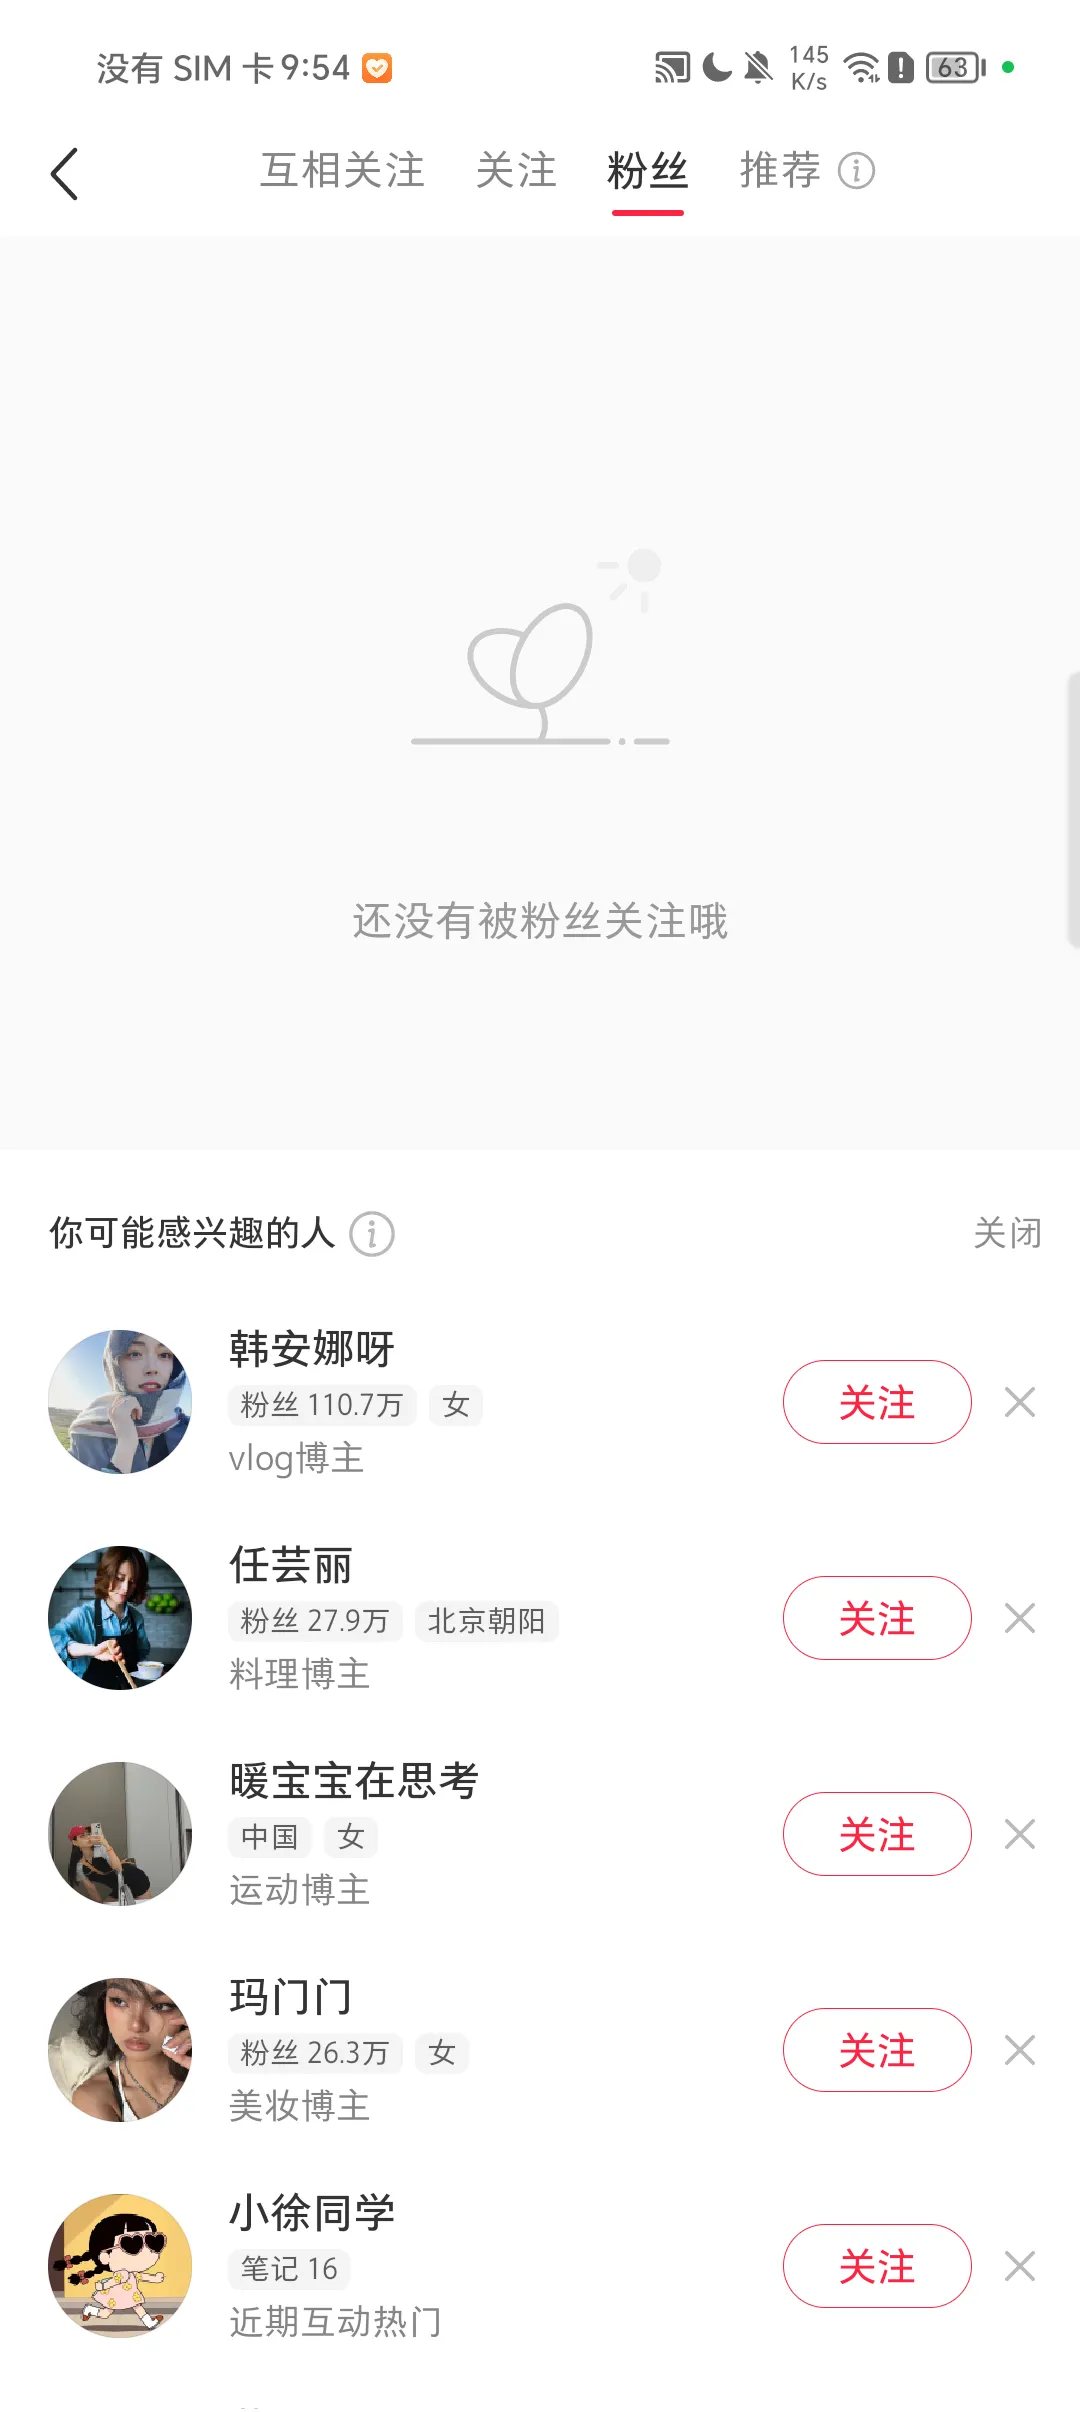 没有 SIM 卡 9:54 145 K/s 63
互相关注 关注 粉丝 推荐
还没有被粉丝关注哦
你可能感兴趣的人 关闭
韩安娜呀
粉丝 110.7万 女
关注
vlog博主
任芸丽
粉丝 27.9万 北京朝阳
关注
料理博主
暖宝宝在思考
中国 女
关注
运动博主
玛门门
粉丝 26.3万 女
关注
美妆博主
小徐同学
笔记 16
关注
近期互动热门